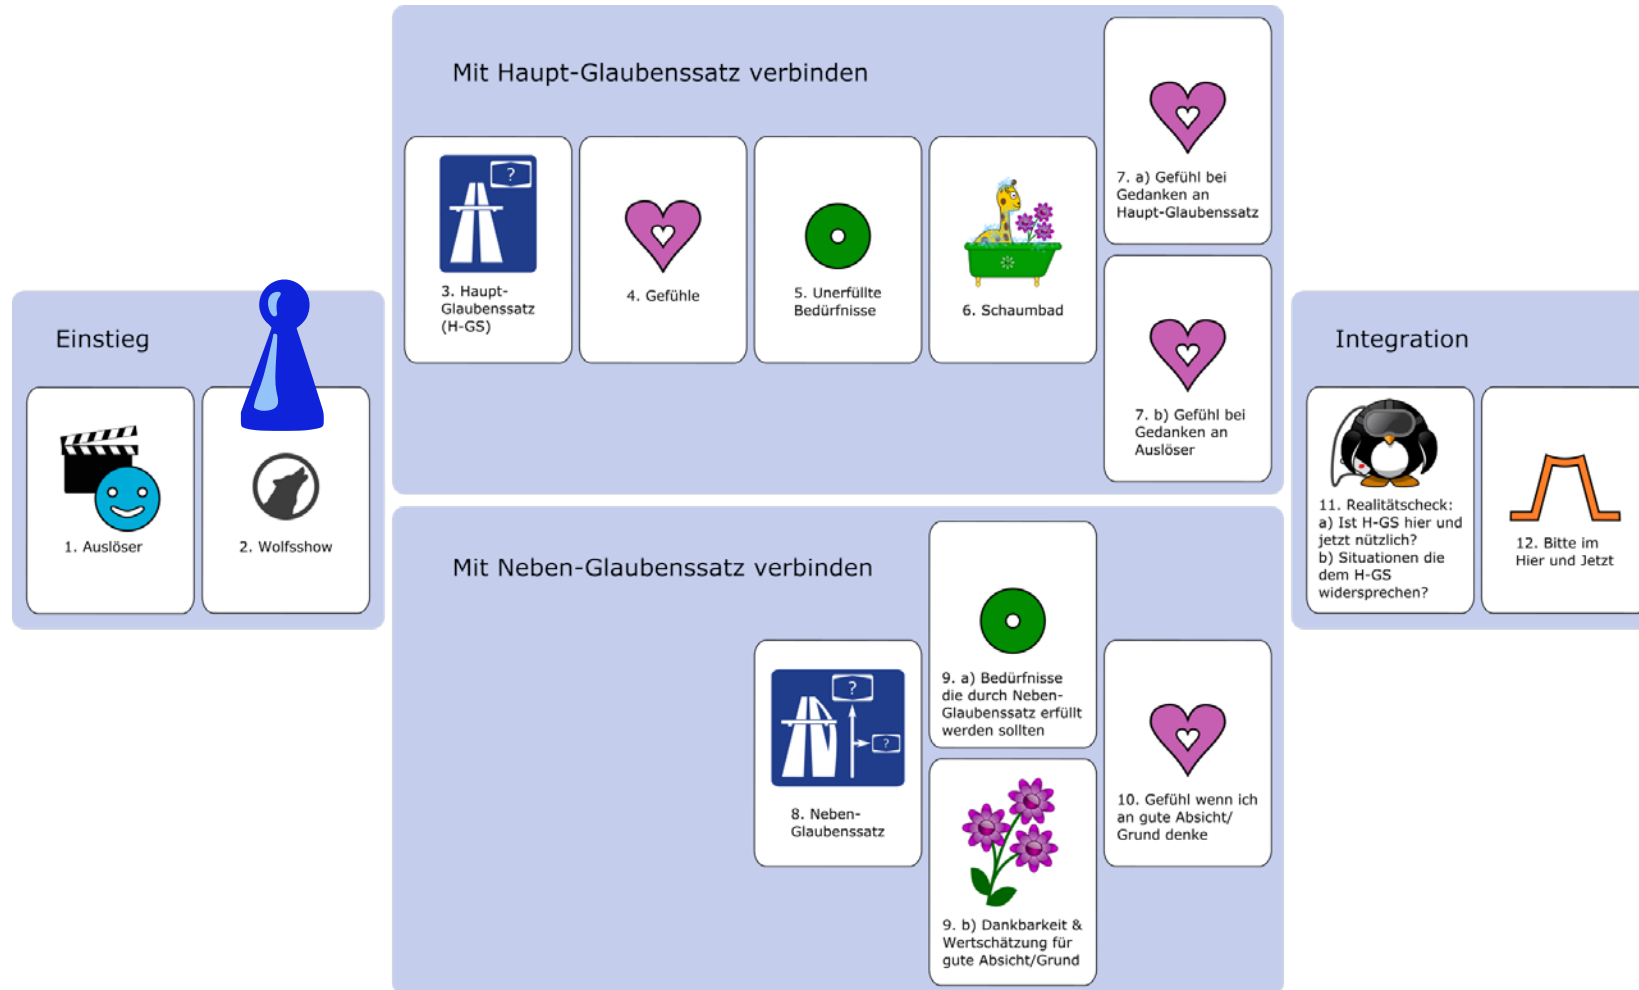 Einstieg
1. Auslöser
2. Wolfsshow
Mit Haupt-Glaubenssatz verbinden
?
3. Haupt-
Glaubenssatz
(H-GS)
4. Gefühle
5. Unerfüllte
Bedürfnisse
6. Schaumbad
7. a) Gefühl bei
Gedanken an
Haupt-Glaubenssatz
7. b) Gefühl bei
Gedanken an
Auslöser
Mit Neben-Glaubenssatz verbinden
?
?
8. Neben-
Glaubenssatz
9. a) Bedürfnisse
die durch Neben-
Glaubenssatz erfüllt
werden sollten
9. b) Dankbarkeit &
Wertschätzung für
gute Absicht/Grund
10. Gefühl wenn ich
an gute Absicht/
Grund denke
Integration
11. Realitätscheck:
a) Ist H-GS hier und
jetzt nützlich?
b) Situationen die
dem H-GS
widersprechen?
12. Bitte im
Hier und Jetzt